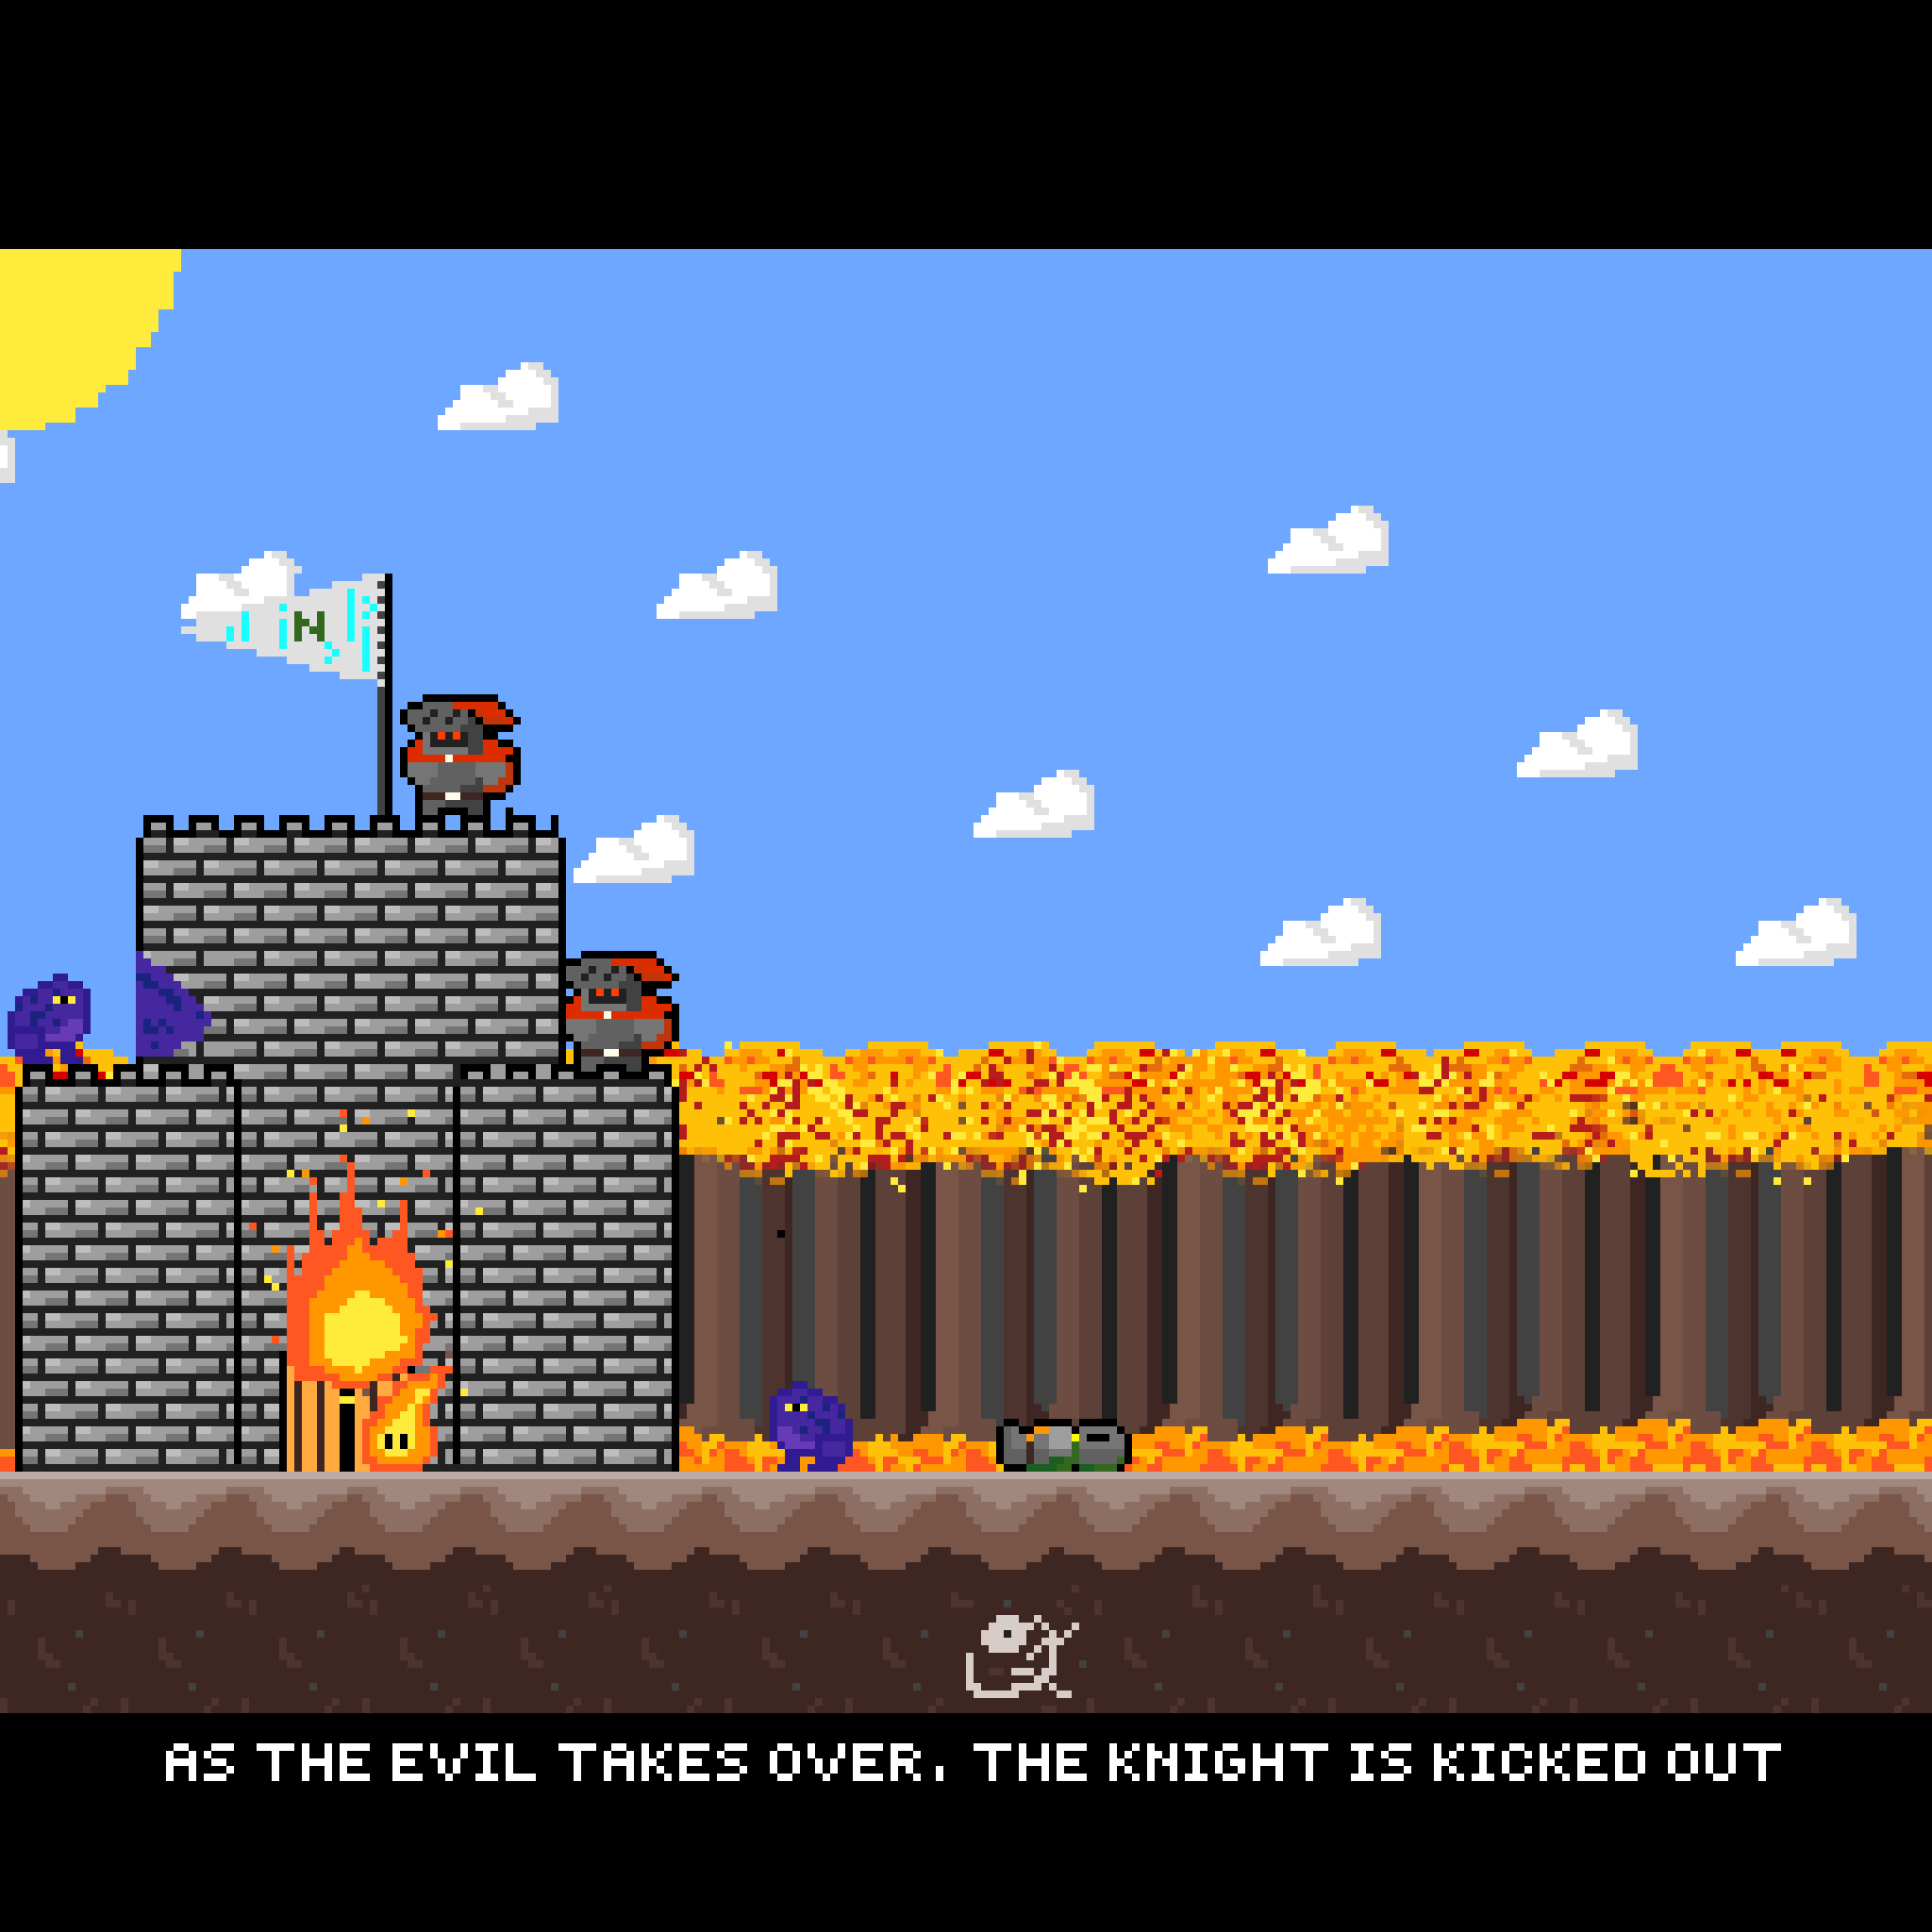 N
AS THE EVIL TAKES OVER, THE KNIGHT IS KICKED OUT